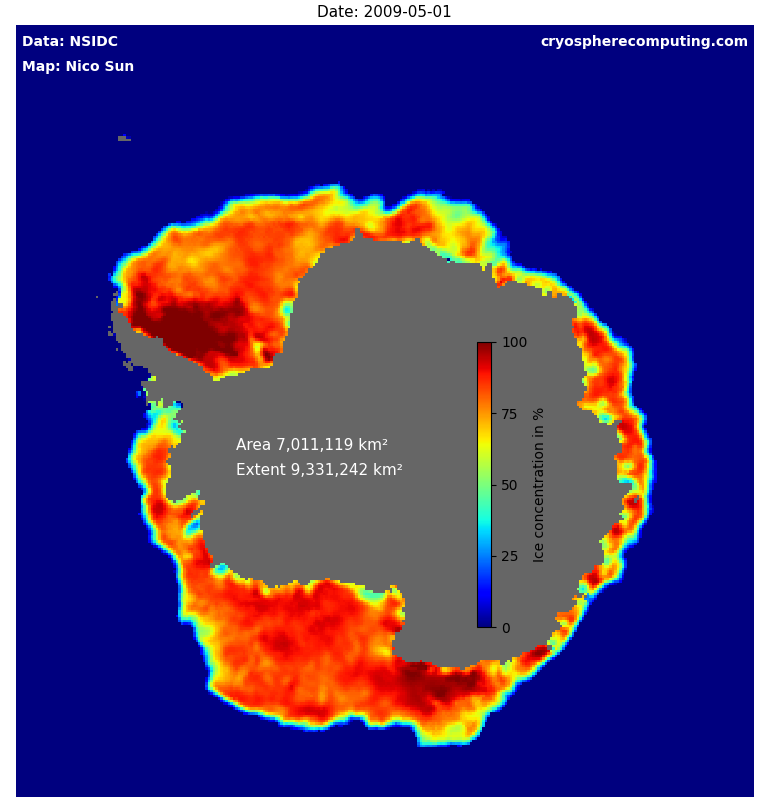 Date: 2009-05-01
Data: NSIDC
cryospherecomputing.com
Map: Nico Sun
Area 7,011,119 km²
Extent 9,331,242 km²
100
75
50
25
0
Ice concentration in %